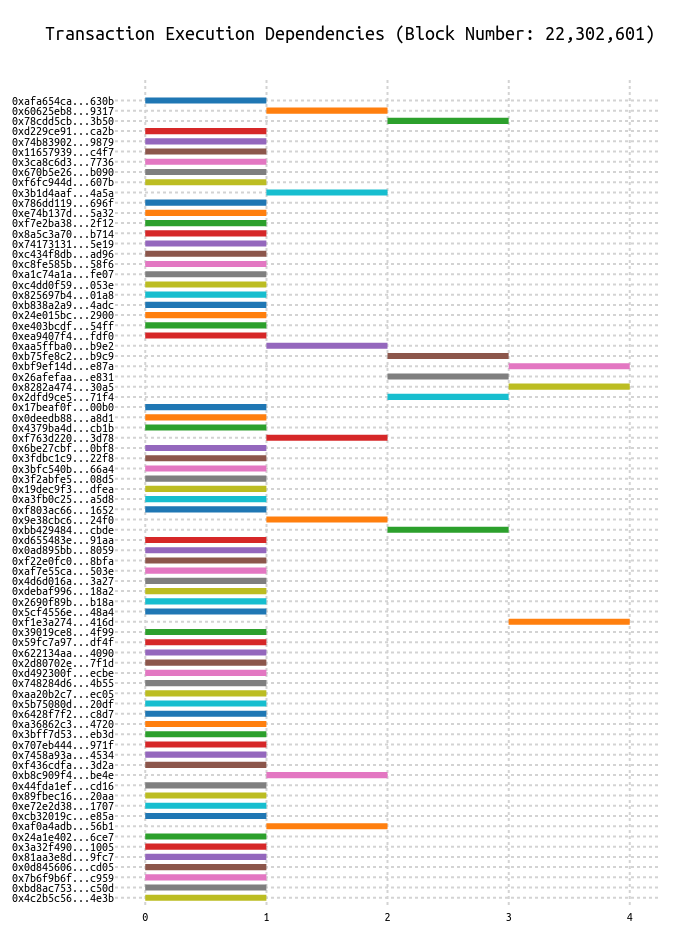 Transaction Execution Dependencies (Block Number: 22,302,601)
0xafa654ca...630b
0x60625eb8...9317
0x78cdd5cb...3b50
0xd229ce91...ca2b
0x74b83902...9879
0x11657939...c4f7
0x3ca8c6d3...7736
0x670b5e26...b090
0xf6fc944d...607b
0x3b1d4aaf...4a5a
0x786dd119...696f
0xe74b137d...5a32
0xf7e2ba38...2f12
0x8a5c3a70...b714
0x74173131...5e19
0xc434f8db...ad96
0xc8fe585b...58f6
0xa1c74a1a...fe07
0xc4dd0f59...053e
0x825697b4...01a8
0xb838a2a9...4adc
0x24e015bc...2900
0xe403bcdf...54ff
0xea9407f4...fdf0
0xaa5ffba0...b9e2
0xb75fe8c2...b9c9
0xbf9ef14d...e87a
0x26afefaa...e831
0x8282a474...30a5
0x2dfd9ce5...71f4
0x17beaf0f...00b0
0x0deedb88...a8d1
0x4379ba4d...cb1b
0xf763d220...3d78
0x6be27cbf...0bf8
0x3fdbc1c9...22f8
0x3bfc540b...66a4
0x3f2abfe5...08d5
0x19dec9f3...dfea
0xa3fb0c25...a5d8
0xf803ac66...1652
0x9e38cbc6...24f0
0xbb429484...cbde
0xd655483e...91aa
0x0ad895bb...8059
0xf22e0fc0...8bfa
0xaf7e55ca...503e
0x4d6d016a...3a27
0xdebaf996...18a2
0x2690f89b...b18a
0x5cf4556e...48a4
0xf1e3a274...416d
0x39019ce8...4f99
0x59fc7a97...df4f
0x622134aa...4090
0x2d80702e...7f1d
0xd492300f...ecbe
0x748284d6...4b55
0xaa20b2c7...ec05
0x5b75080d...20df
0x6428f7f2...c8d7
0xa36862c3...4720
0x3bff7d53...eb3d
0x707eb444...971f
0x7458a93a...4534
0xf436cdfa...3d2a
0xb8c909f4...be4e
0x44fda1ef...cd16
0x89fbec16...20aa
0xe72e2d38...1707
0xcb32019c...e85a
0xaf0a4adb...56b1
0x24a1e402...6ce7
0x3a32f490...1005
0x81aa3e8d...9fc7
0x0d845606...cd05
0x7b6f9b6f...c959
0xbd8ac753...c50d
0x4c2b5c56...4e3b
0 1 2 3 4